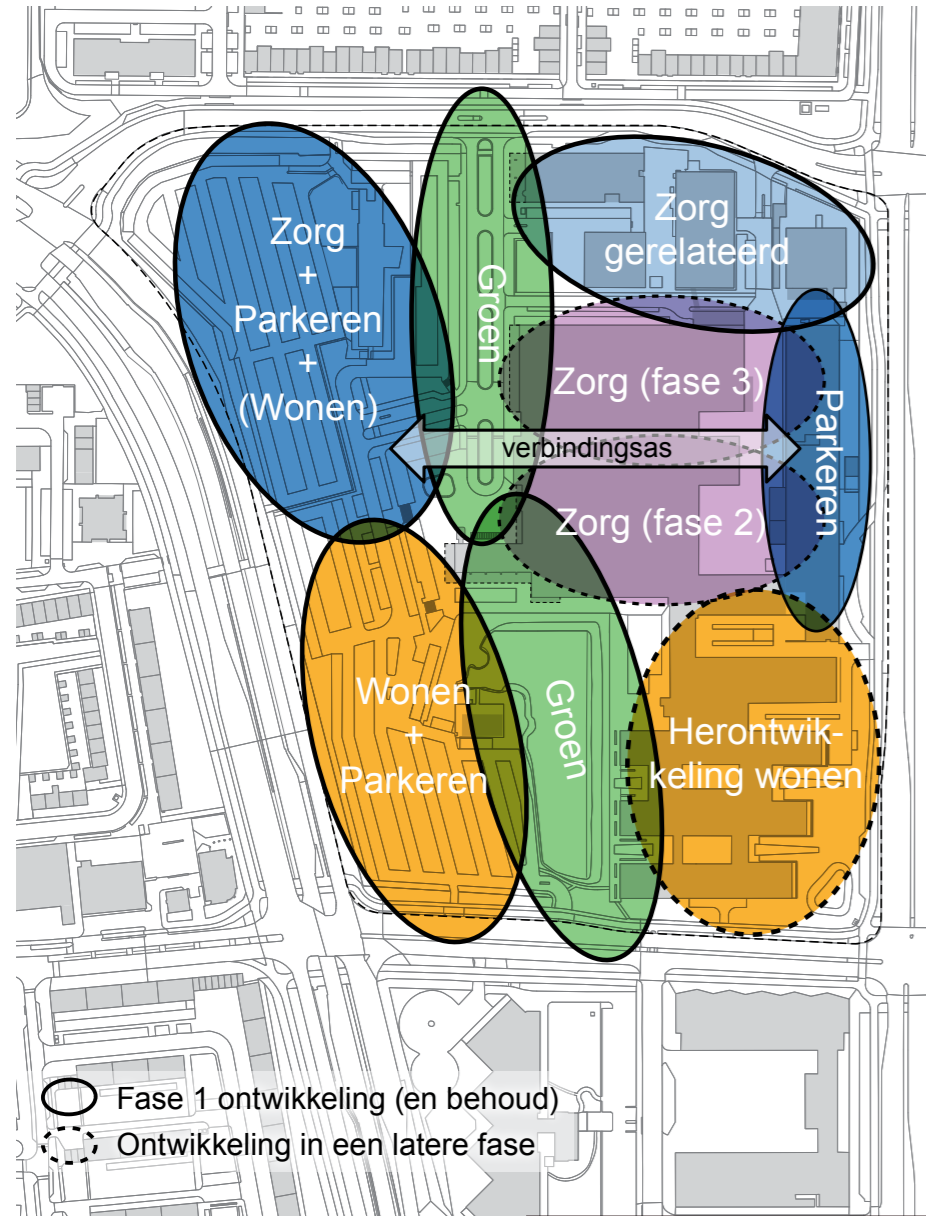 Zorg
+
Parkeren
+
(Wonen)
Groen
Zorg
gerelateerd
Zorg (fase 3)
Parkeren
verbindingsas
Zorg (fase 2)
Wonen
+
Parkeren
Groen
Herontwik-
keling wonen
Fase 1 ontwikkeling (en behoud)
Ontwikkeling in een latere fase